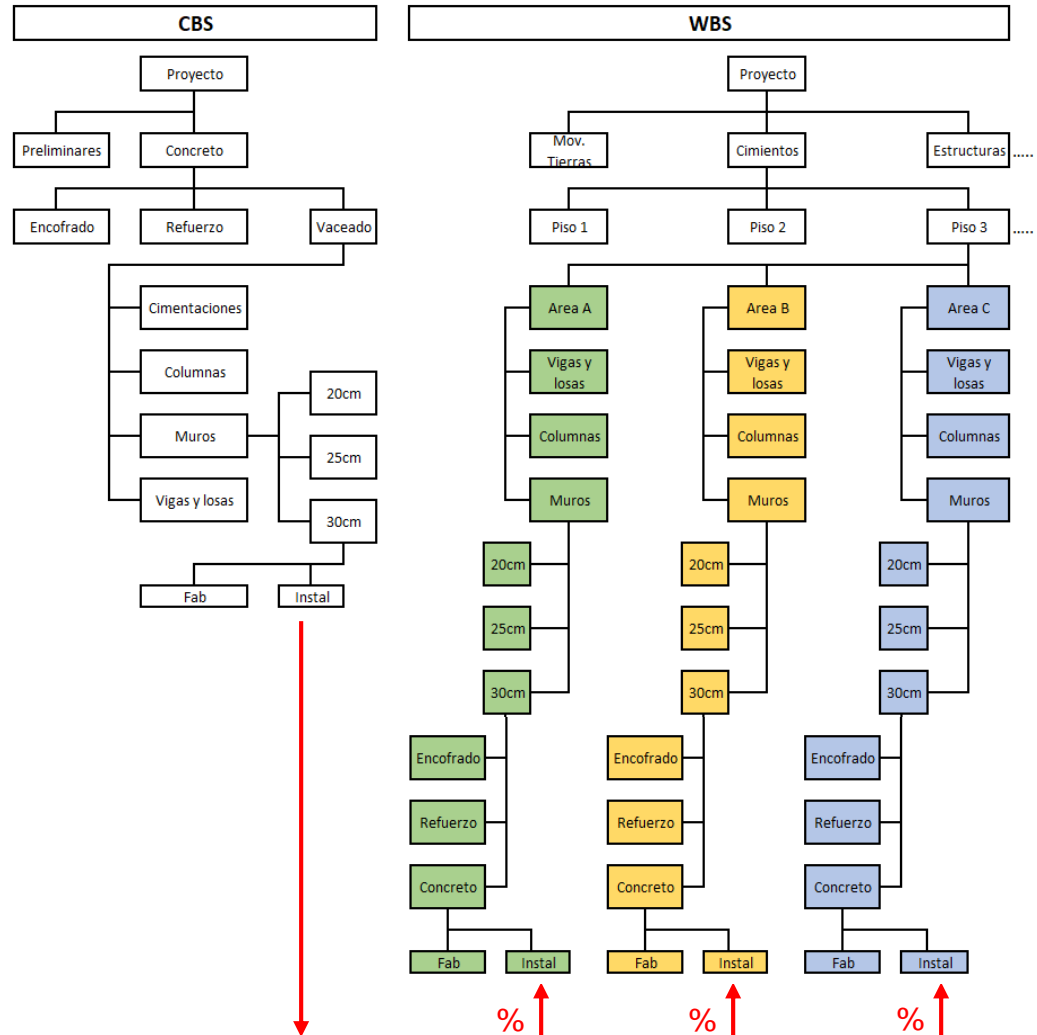 CBS
Proyecto
Preliminares
Concreto
Encofrado
Refuerzo
Vaceado
Cimentaciones
Columnas
Muros
Vigas y losas
20cm
25cm
30cm
Fab
Instal
WBS
Proyecto
Mov.
Tierras
Cimientos
Estructuras
.....
Piso 1
Piso 2
Piso 3
.....
Area A
Vigas y
losas
Columnas
Muros
20cm
25cm
30cm
Encofrado
Refuerzo
Concreto
Fab
Instal
%
Area B
Vigas y
losas
Columnas
Muros
20cm
25cm
30cm
Encofrado
Refuerzo
Concreto
Fab
Instal
%
Area C
Vigas y
losas
Columnas
Muros
20cm
25cm
30cm
Encofrado
Refuerzo
Concreto
Fab
Instal
%